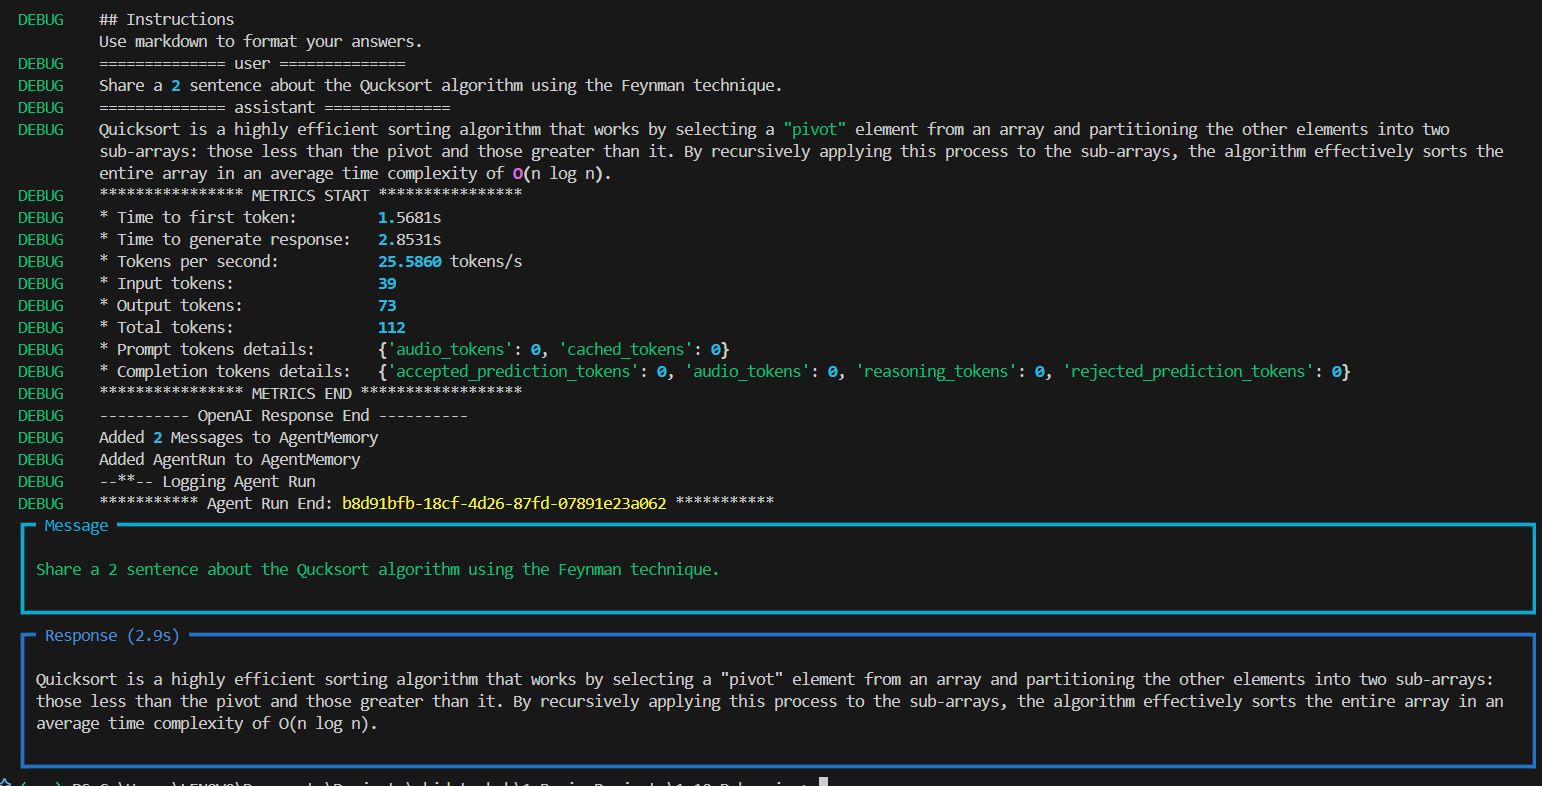 DEBUG ## Instructions
Use markdown to format your answers.
DEBUG ============== user ==============
DEBUG Share a 2 sentence about the Qucksort algorithm using the Feynman technique.
DEBUG ============== assistant ==============
DEBUG Quicksort is a highly efficient sorting algorithm that works by selecting a "pivot" element from an array and partitioning the other elements into two
sub-arrays: those less than the pivot and those greater than it. By recursively applying this process to the sub-arrays, the algorithm effectively sorts the
entire array in an average time complexity of O(n log n).
DEBUG **************** METRICS START ****************
DEBUG * Time to first token: 1.5681s
DEBUG * Time to generate response: 2.8531s
DEBUG * Tokens per second: 25.5860 tokens/s
DEBUG * Input tokens: 39
DEBUG * Output tokens: 73
DEBUG * Total tokens: 112
DEBUG * Prompt tokens details: {'audio_tokens': 0, 'cached_tokens': 0}
DEBUG * Completion tokens details: {'accepted_prediction_tokens': 0, 'audio_tokens': 0, 'reasoning_tokens': 0, 'rejected_prediction_tokens': 0}
DEBUG **************** METRICS END ******************
DEBUG ---------- OpenAI Response End ----------
DEBUG Added 2 Messages to AgentMemory
DEBUG Added AgentRun to AgentMemory
DEBUG --**-- Logging Agent Run
DEBUG *********** Agent Run End: b8d91bfb-18cf-4d26-87fd-07891e23a062 ***********
Message
Share a 2 sentence about the Qucksort algorithm using the Feynman technique.
Response (2.9s)
Quicksort is a highly efficient sorting algorithm that works by selecting a "pivot" element from an array and partitioning the other elements into two sub-arrays:
those less than the pivot and those greater than it. By recursively applying this process to the sub-arrays, the algorithm effectively sorts the entire array in an
average time complexity of O(n log n).